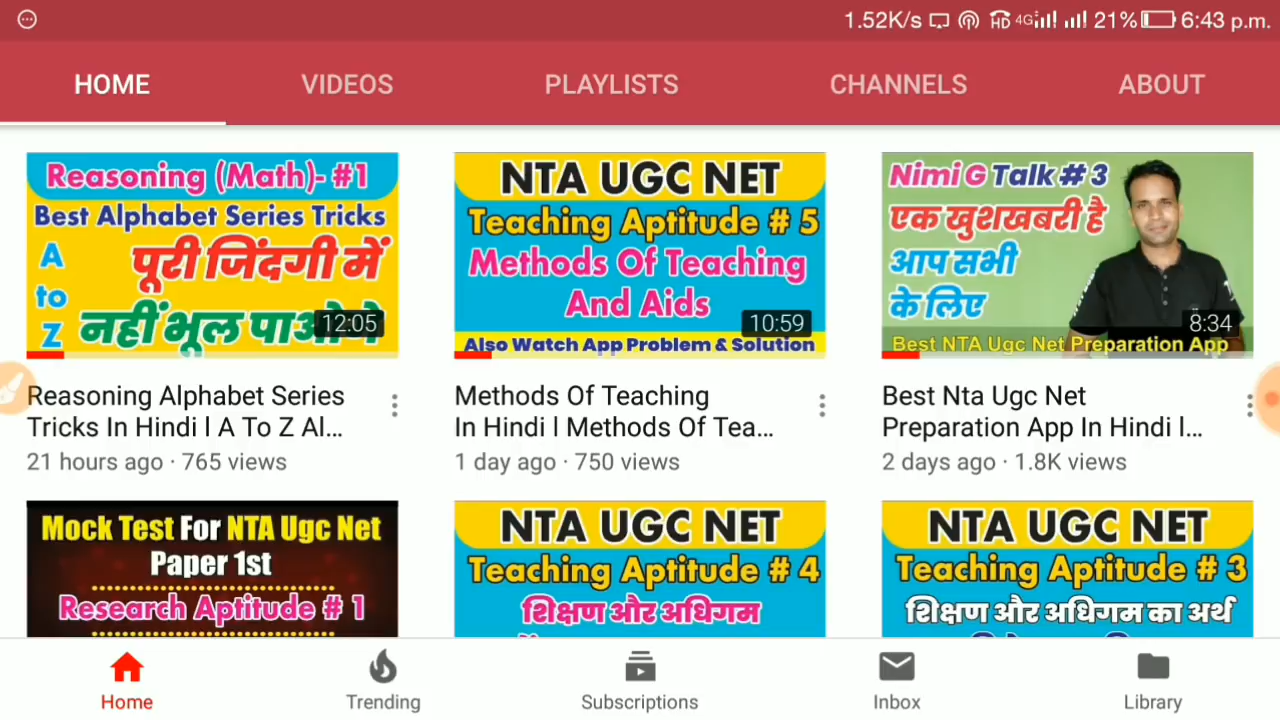 1.52K/s HD 4G 21% 6:43 p.m.
HOME VIDEOS PLAYLISTS CHANNELS ABOUT
Reasoning (Math)- #1
Best Alphabet Series Tricks
A
to
Z
पूरी जिंदगी में
नहीं भूल पाओगे
12:05
NTA UGC NET
Teaching Aptitude # 5
Methods Of Teaching
And Aids
10:59
Also Watch App Problem & Solution
Nimi G Talk # 3
एक खुशखबरी है
आप सभी
के लिए
8:34
Best NTA Ugc Net Preparation App
Reasoning Alphabet Series
Tricks In Hindi l A To Z Al...
21 hours ago · 765 views
Methods Of Teaching
In Hindi l Methods Of Tea...
1 day ago · 750 views
Best Nta Ugc Net
Preparation App In Hindi l...
2 days ago · 1.8K views
Mock Test For NTA Ugc Net
Paper 1st
Research Aptitude # 1
NTA UGC NET
Teaching Aptitude # 4
शिक्षण और अधिगम
NTA UGC NET
Teaching Aptitude # 3
शिक्षण और अधिगम का अर्थ
Home Trending Subscriptions Inbox Library